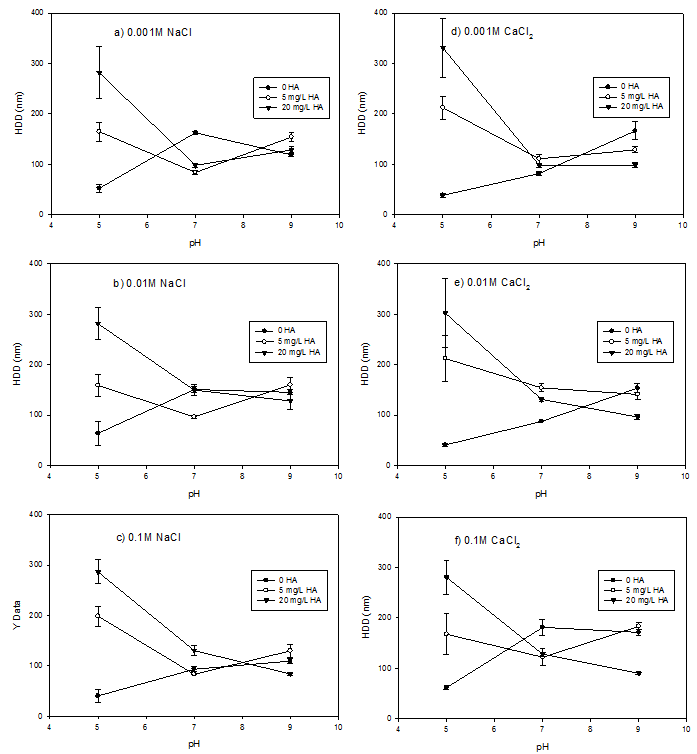 a) 0.001M NaCl
400
300
200
100
0
HDD (nm)
0 HA
5 mg/L HA
20 mg/L HA
4 5 6 7 8 9 10
pH
d) 0.001M CaCl2
400
300
200
100
0
HDD (nm)
0 HA
5 mg/L HA
20 mg/L HA
4 5 6 7 8 9 10
pH
b) 0.01M NaCl
400
300
200
100
0
HDD (nm)
0 HA
5 mg/L HA
20 mg/L HA
4 5 6 7 8 9 10
pH
e) 0.01M CaCl2
400
300
200
100
0
HDD (nm)
0 HA
5 mg/L HA
20 mg/L HA
4 5 6 7 8 9 10
pH
c) 0.1M NaCl
400
300
200
100
0
Y Data
0 HA
5 mg/L HA
20 mg/L HA
4 5 6 7 8 9 10
pH
f) 0.1M CaCl2
400
300
200
100
0
HDD (nm)
0 HA
5 mg/L HA
20 mg/L HA
4 5 6 7 8 9 10
pH